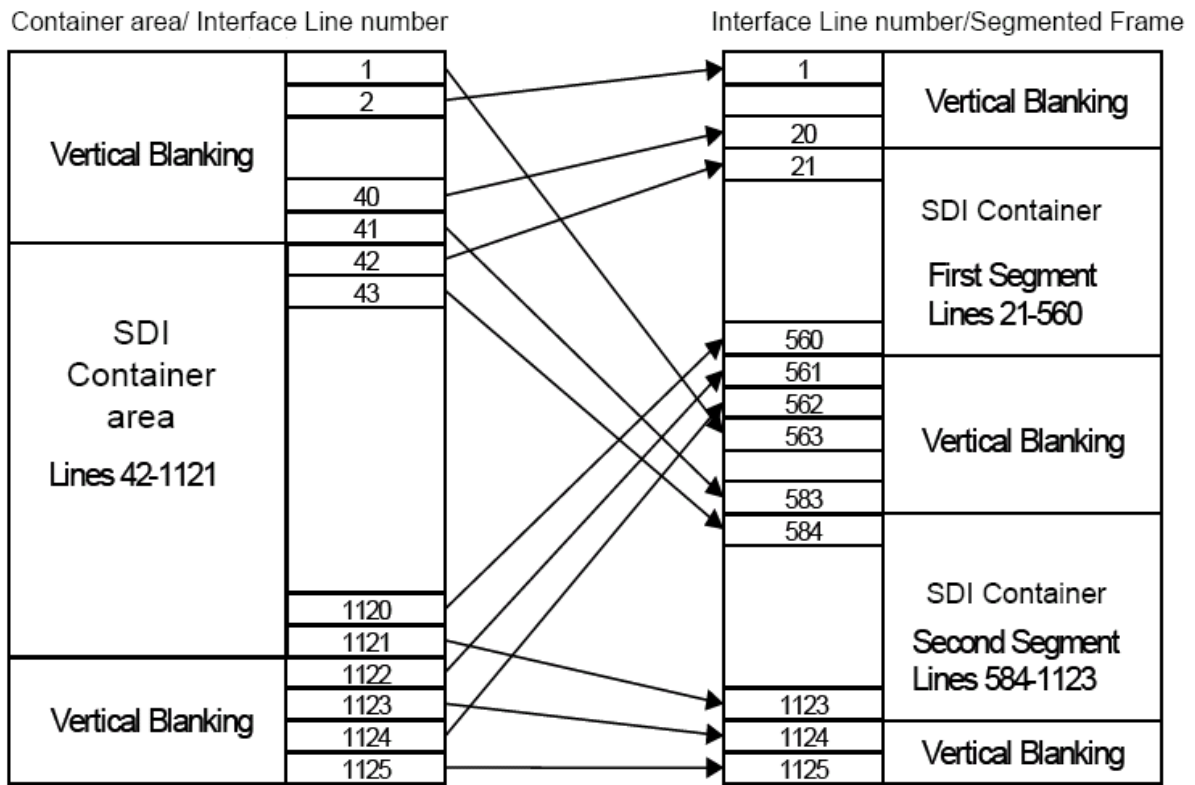 Container area/ Interface Line number
Vertical Blanking
1
2
40
41
SDI
Container
area
Lines 42-1121
42
43
1120
1121
Vertical Blanking
1122
1123
1124
1125
Interface Line number/Segmented Frame
1
20
Vertical Blanking
21
560
SDI Container
First Segment
Lines 21-560
561
562
563
583
Vertical Blanking
584
1123
SDI Container
Second Segment
Lines 584-1123
1124
1125
Vertical Blanking